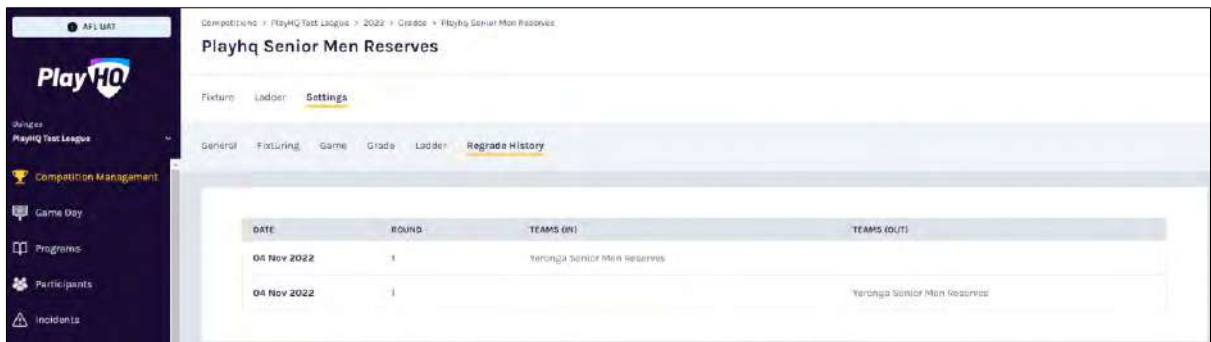 AFL UAT
PlayHQ
Using as
PlayHQ Test League
Competition Management
Game Day
Programs
Participants
Incidents
Competitions > PlayHQ Test League > 2022 > Grades > Playhq Senior Men Reserves
Playhq Senior Men Reserves
Fixture Ladder Settings
General Fixturing Game Grade Ladder Regrade History
DATE ROUND TEAMS (IN) TEAMS (OUT)
04 Nov 2022 1 Yeronga Senior Men Reserves
04 Nov 2022 1 Yeronga Senior Men Reserves